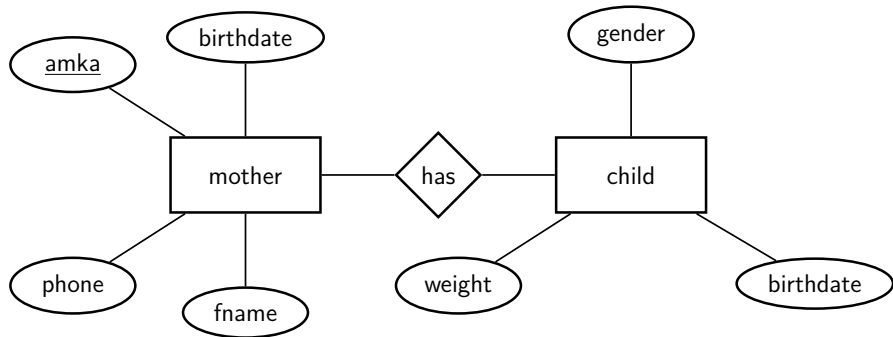 birthdate
gender
amka
mother
has
child
phone
weight
birthdate
fname